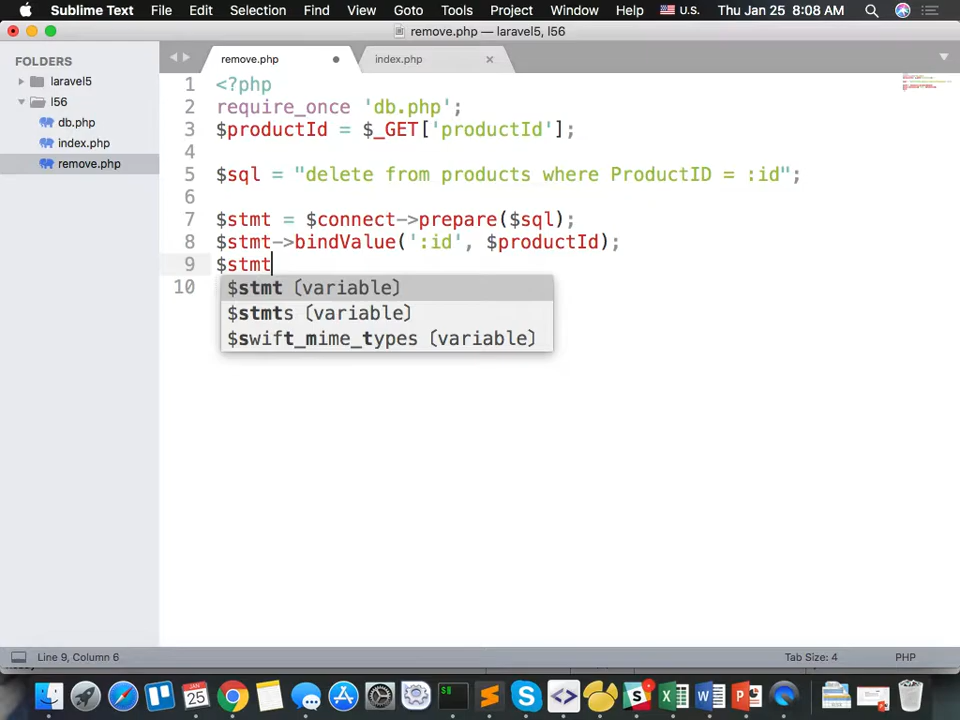 Sublime Text File Edit Selection Find View Goto Tools Project Window Help U.S. Thu Jan 25 8:08 AM
remove.php — laravel5, l56
FOLDERS
laravel5
l56
db.php
index.php
remove.php
remove.php index.php
1 <?php
2 require_once 'db.php';
3 $productId = $_GET['productId'];
4
5 $sql = "delete from products where ProductID = :id";
6
7 $stmt = $connect->prepare($sql);
8 $stmt->bindValue(':id', $productId);
9 $stmt
10
$stmt (variable)
$stmts (variable)
$swift_mime_types (variable)
Line 9, Column 6 Tab Size: 4 PHP
25